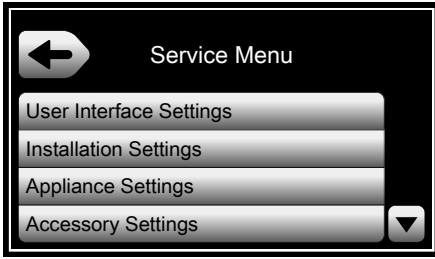 Service Menu
User Interface Settings
Installation Settings
Appliance Settings
Accessory Settings